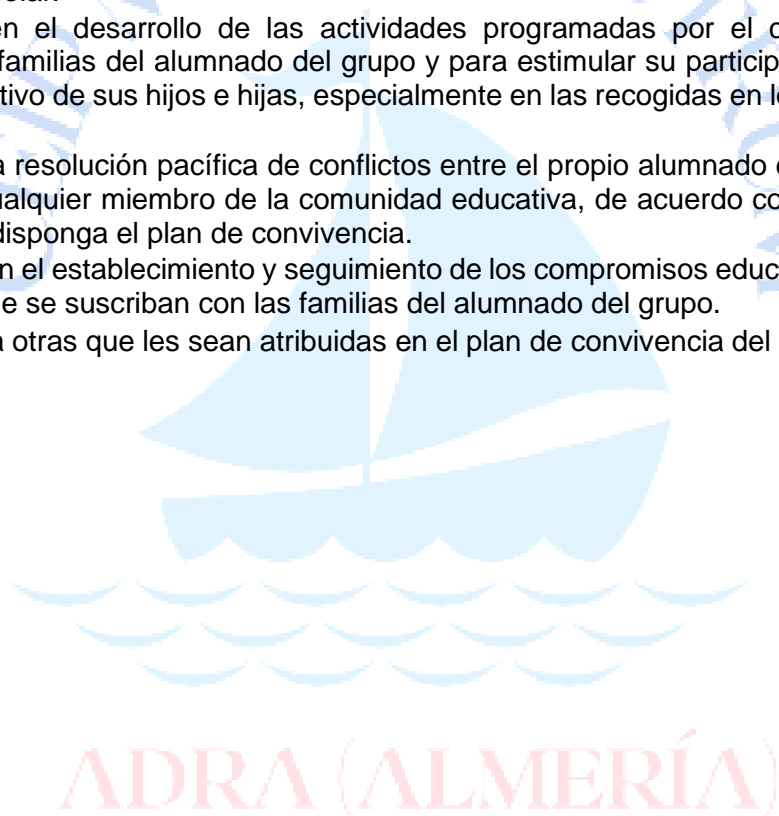 en el desarrollo de las actividades programadas por el
familias del alumnado del grupo y para estimular su
tivo de sus hijos e hijas, especialmente en las recogidas en
a resolución pacífica de conflictos entre el propio alumnado
ualquier miembro de la comunidad educativa, de acuerdo
disponga el plan de convivencia.
n el establecimiento y seguimiento de los compromisos
e se suscriban con las familias del alumnado del grupo.
a otras que les sean atribuidas en el plan de convivencia del
ADRA (ALMERÍA)